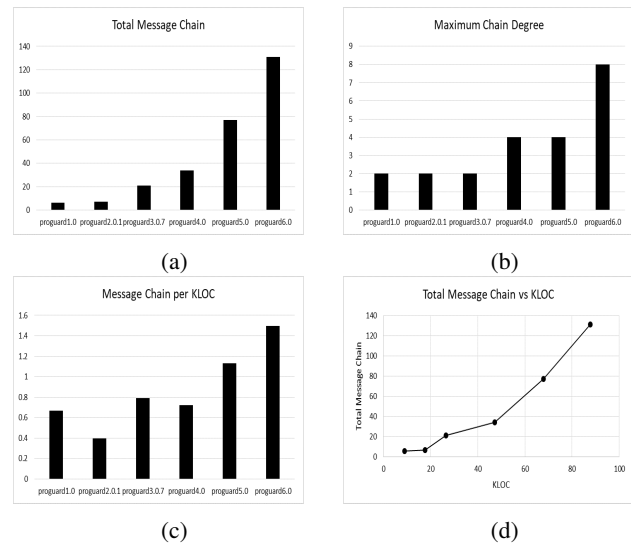 Total Message Chain
140
120
100
80
60
40
20
0
proguard1.0 proguard2.0.1 proguard3.0.7 proguard4.0 proguard5.0 proguard6.0
(a)
Maximum Chain Degree
9
8
7
6
5
4
3
2
1
0
proguard1.0 proguard2.0.1 proguard3.0.7 proguard4.0 proguard5.0 proguard6.0
(b)
Message Chain per KLOC
1.6
1.4
1.2
1
0.8
0.6
0.4
0.2
0
proguard1.0 proguard2.0.1 proguard3.0.7 proguard4.0 proguard5.0 proguard6.0
(c)
Total Message Chain vs KLOC
Total Message Chain
140
120
100
80
60
40
20
0
0 20 40 60 80 100
KLOC
(d)